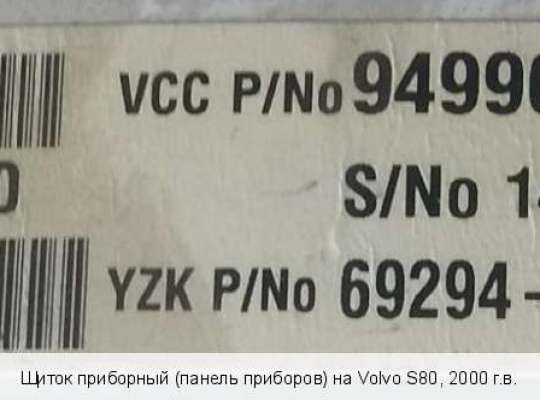 VCC P/No 9499
S/No 1
YZK P/No 69294-
Щиток приборный (панель приборов) на Volvo S80, 2000 г.в.